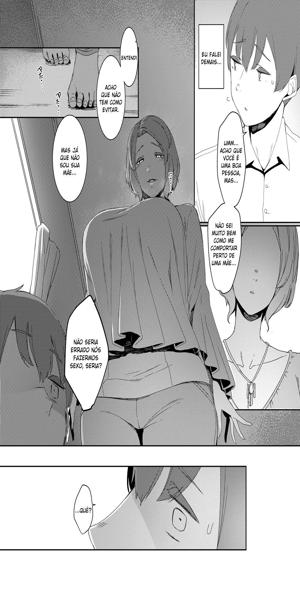 EU FALEI
DEMAIS...
UMM...
ACHO QUE
VOCÊ É
UMA BOA
PESSOA,
MAS...
NÃO SEI
MUITO BEM
COMO ME
COMPORTAR
PERTO DE
UMA MÃE...
ENTENDI
ACHO
QUE NÃO
TEM COMO
EVITAR.
MAS JÁ
QUE NÃO
SOU SUA
MÃE...
NÃO SERIA
ERRADO NÓS
FAZERMOS
SEXO, SERIA?
...QUÊ?